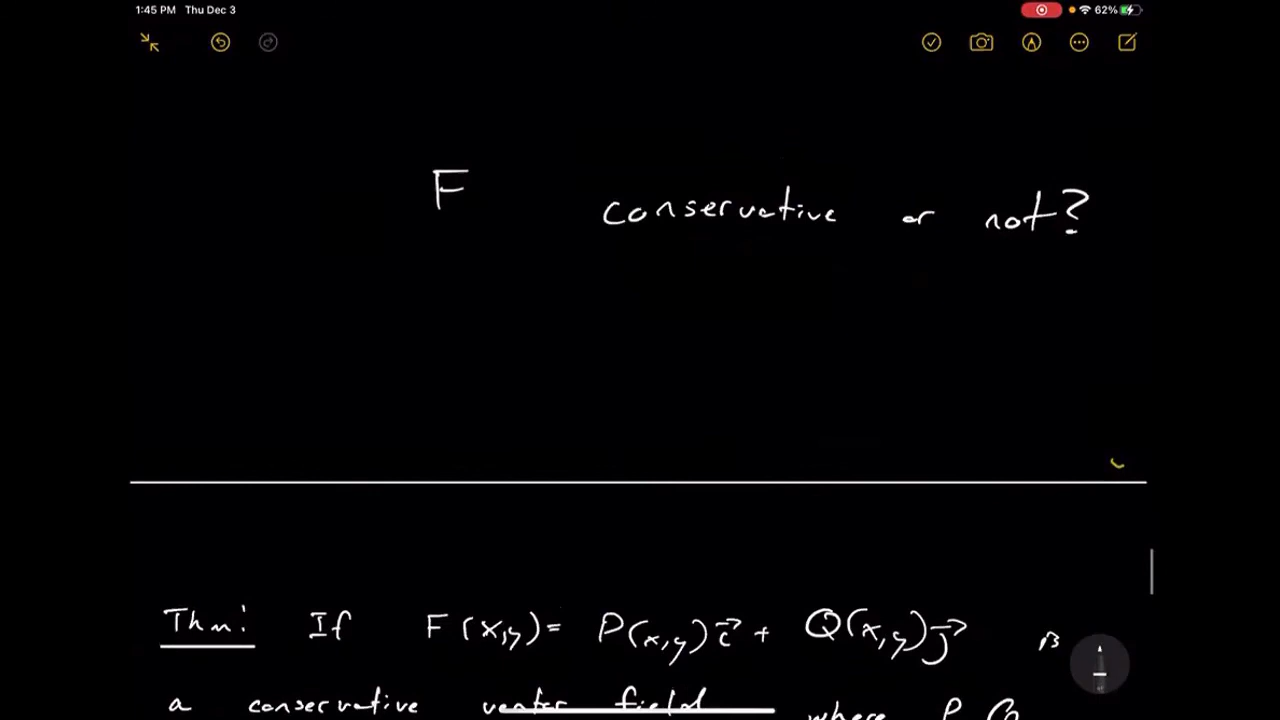 1:45 PM Thu Dec 3 62%
F conservative or not?
Thm: If F(x,y)= P(x,y)i⃗ + Q(x,y)j⃗ is
a conservative vector field where P Q